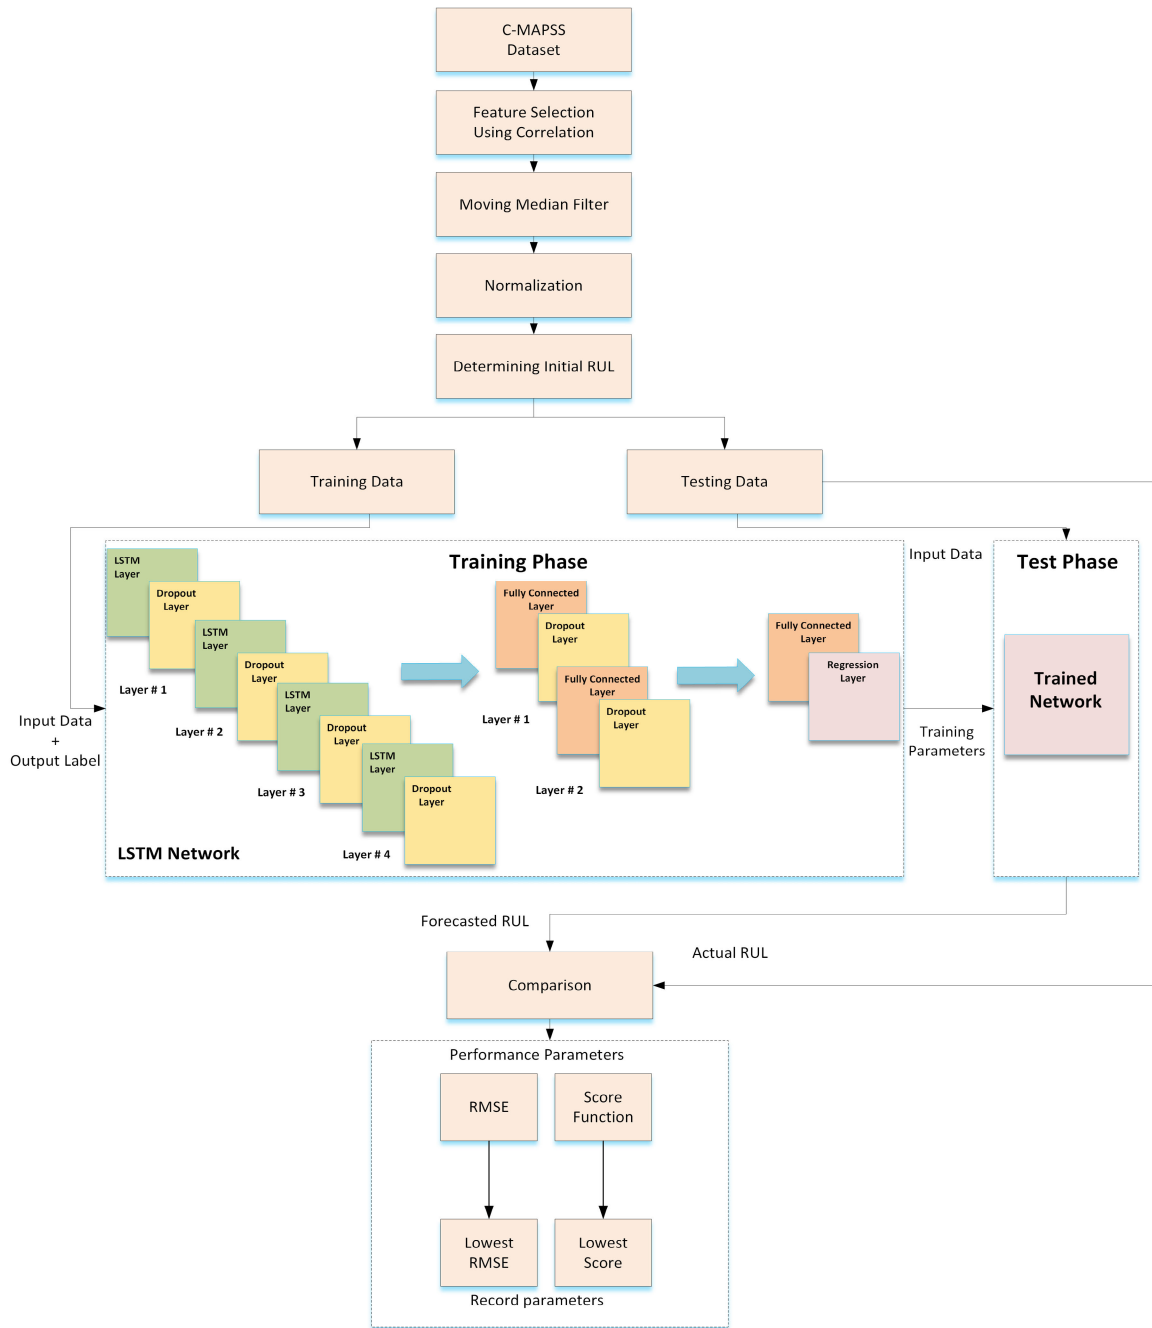 C-MAPSS
Dataset
Feature Selection
Using Correlation
Moving Median Filter
Normalization
Determining Initial RUL
Training Data
Testing Data
Input Data
+
Output Label
Training Phase
LSTM
Layer
Dropout
Layer
Layer # 1
LSTM
Layer
Dropout
Layer
Layer # 2
LSTM
Layer
Dropout
Layer
Layer # 3
LSTM
Layer
Dropout
Layer
Layer # 4
LSTM Network
Fully Connected
Layer
Dropout
Layer
Layer # 1
Fully Connected
Layer
Dropout
Layer
Layer # 2
Fully Connected
Layer
Regression
Layer
Input Data
Training
Parameters
Test Phase
Trained
Network
Forecasted RUL
Actual RUL
Comparison
Performance Parameters
RMSE
Score
Function
Lowest
RMSE
Lowest
Score
Record parameters